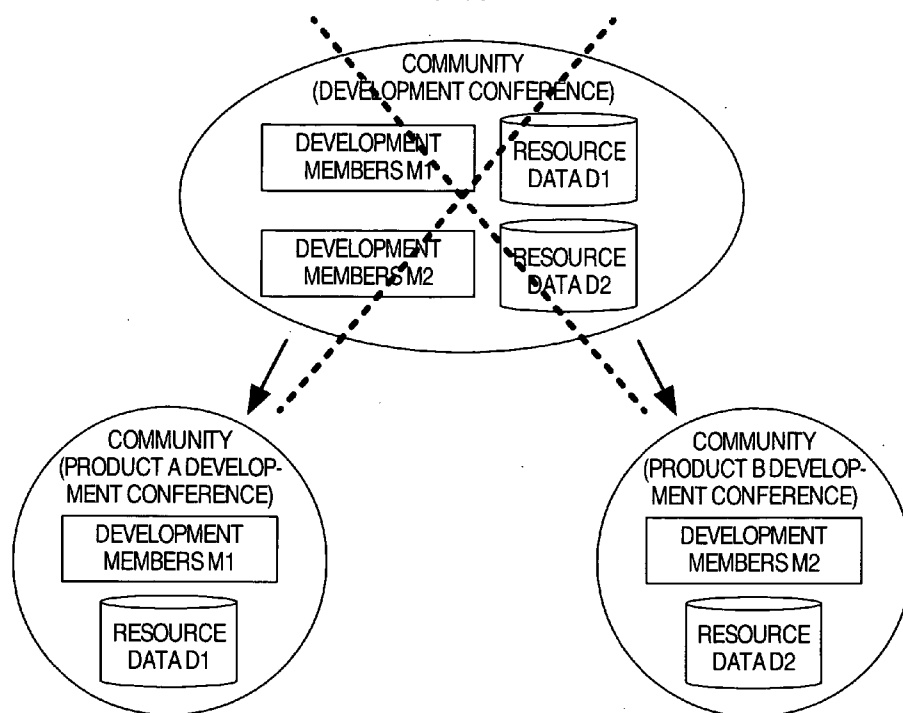 COMMUNITY
(DEVELOPMENT CONFERENCE)
DEVELOPMENT
MEMBERS M1
RESOURCE
DATA D1
DEVELOPMENT
MEMBERS M2
RESOURCE
DATA D2
COMMUNITY
(PRODUCT A DEVELOP-
MENT CONFERENCE)
DEVELOPMENT
MEMBERS M1
RESOURCE
DATA D1
COMMUNITY
(PRODUCT B DEVELOP-
MENT CONFERENCE)
DEVELOPMENT
MEMBERS M2
RESOURCE
DATA D2